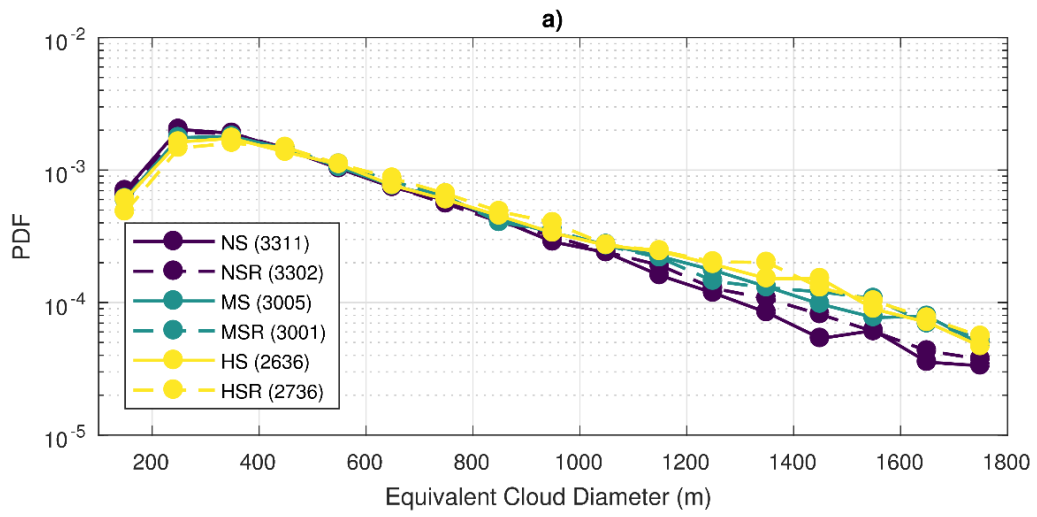 a)
10-2
10-3
10-4
10-5
PDF
NS (3311)
NSR (3302)
MS (3005)
MSR (3001)
HS (2636)
HSR (2736)
200 400 600 800 1000 1200 1400 1600 1800
Equivalent Cloud Diameter (m)